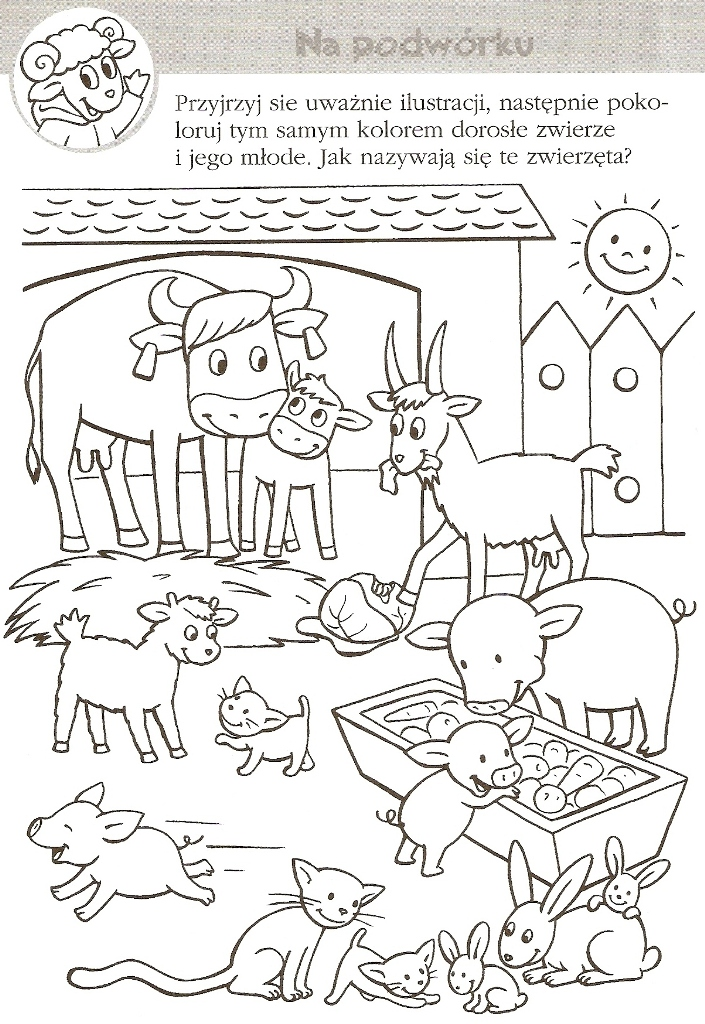 Na podwórku
Przyjrzyj sie uważnie ilustracji, następnie poko-
loruj tym samym kolorem dorosłe zwierze
i jego młode. Jak nazywają się te zwierzęta?